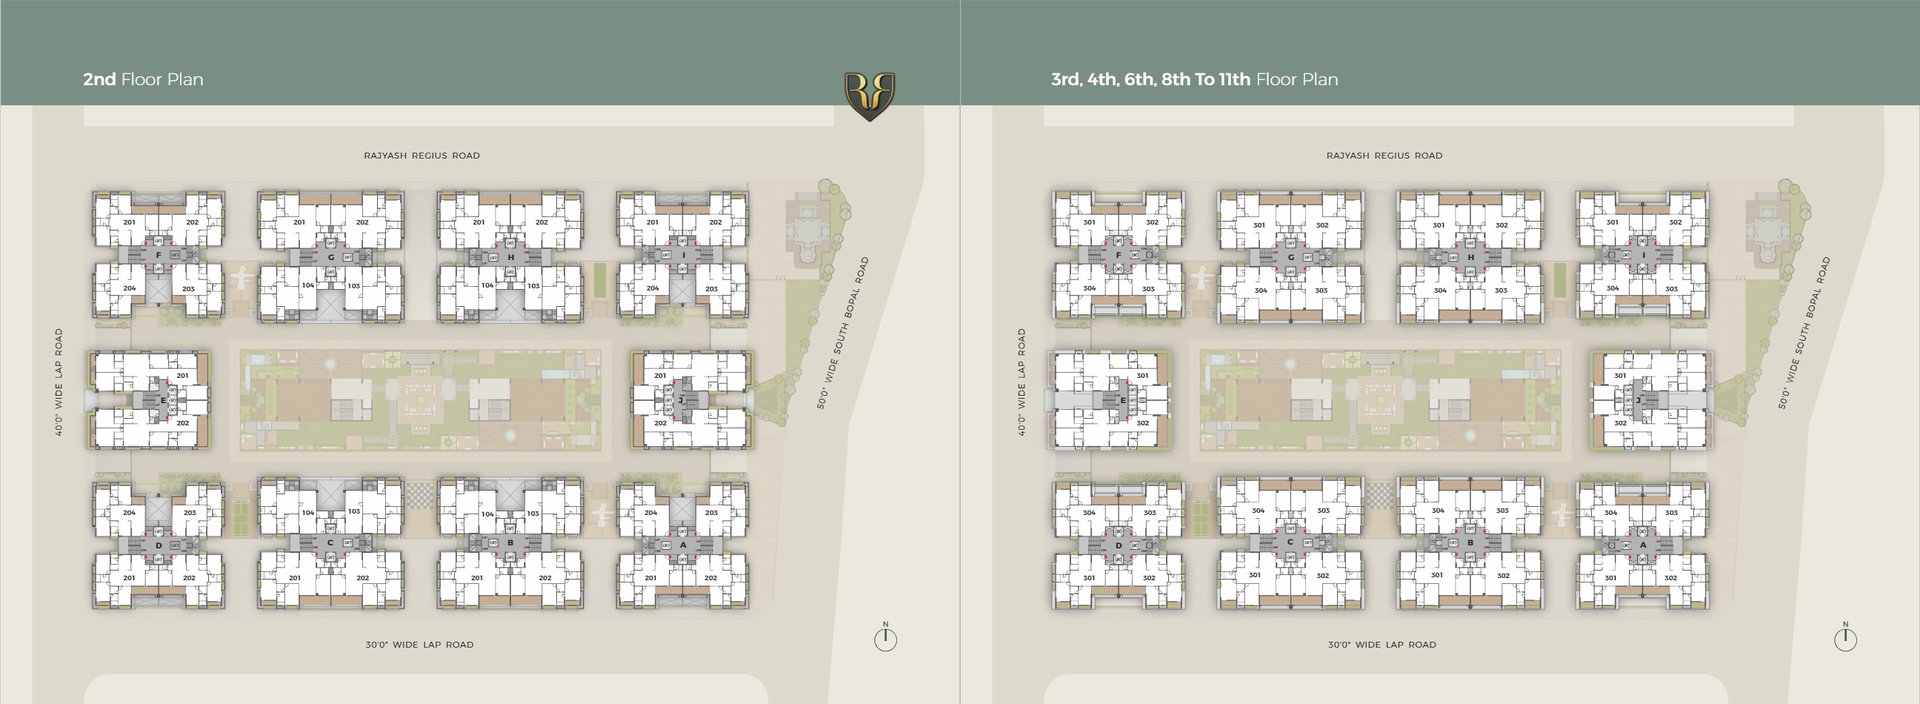 2nd Floor Plan
RAJYASH REGIUS ROAD
201 202 201 202 201 202 201 202
F G H I
204 203 104 103 104 103 204 203
40'0" WIDE LAP ROAD
50'0" WIDE SOUTH BOPAL ROAD
201 201
E J
202 202
204 203 104 103 104 103 204 203
D C B A
201 202 201 202 201 202 201 202
30'0" WIDE LAP ROAD
N
3rd, 4th, 6th, 8th To 11th Floor Plan
RAJYASH REGIUS ROAD
301 302 301 302 301 302 301 302
F G H I
304 303 304 303 304 303 304 303
40'0" WIDE LAP ROAD
50'0" WIDE SOUTH BOPAL ROAD
301 301
E J
302 302
304 303 304 303 304 303 304 303
D C B A
301 302 301 302 301 302 301 302
30'0" WIDE LAP ROAD
N